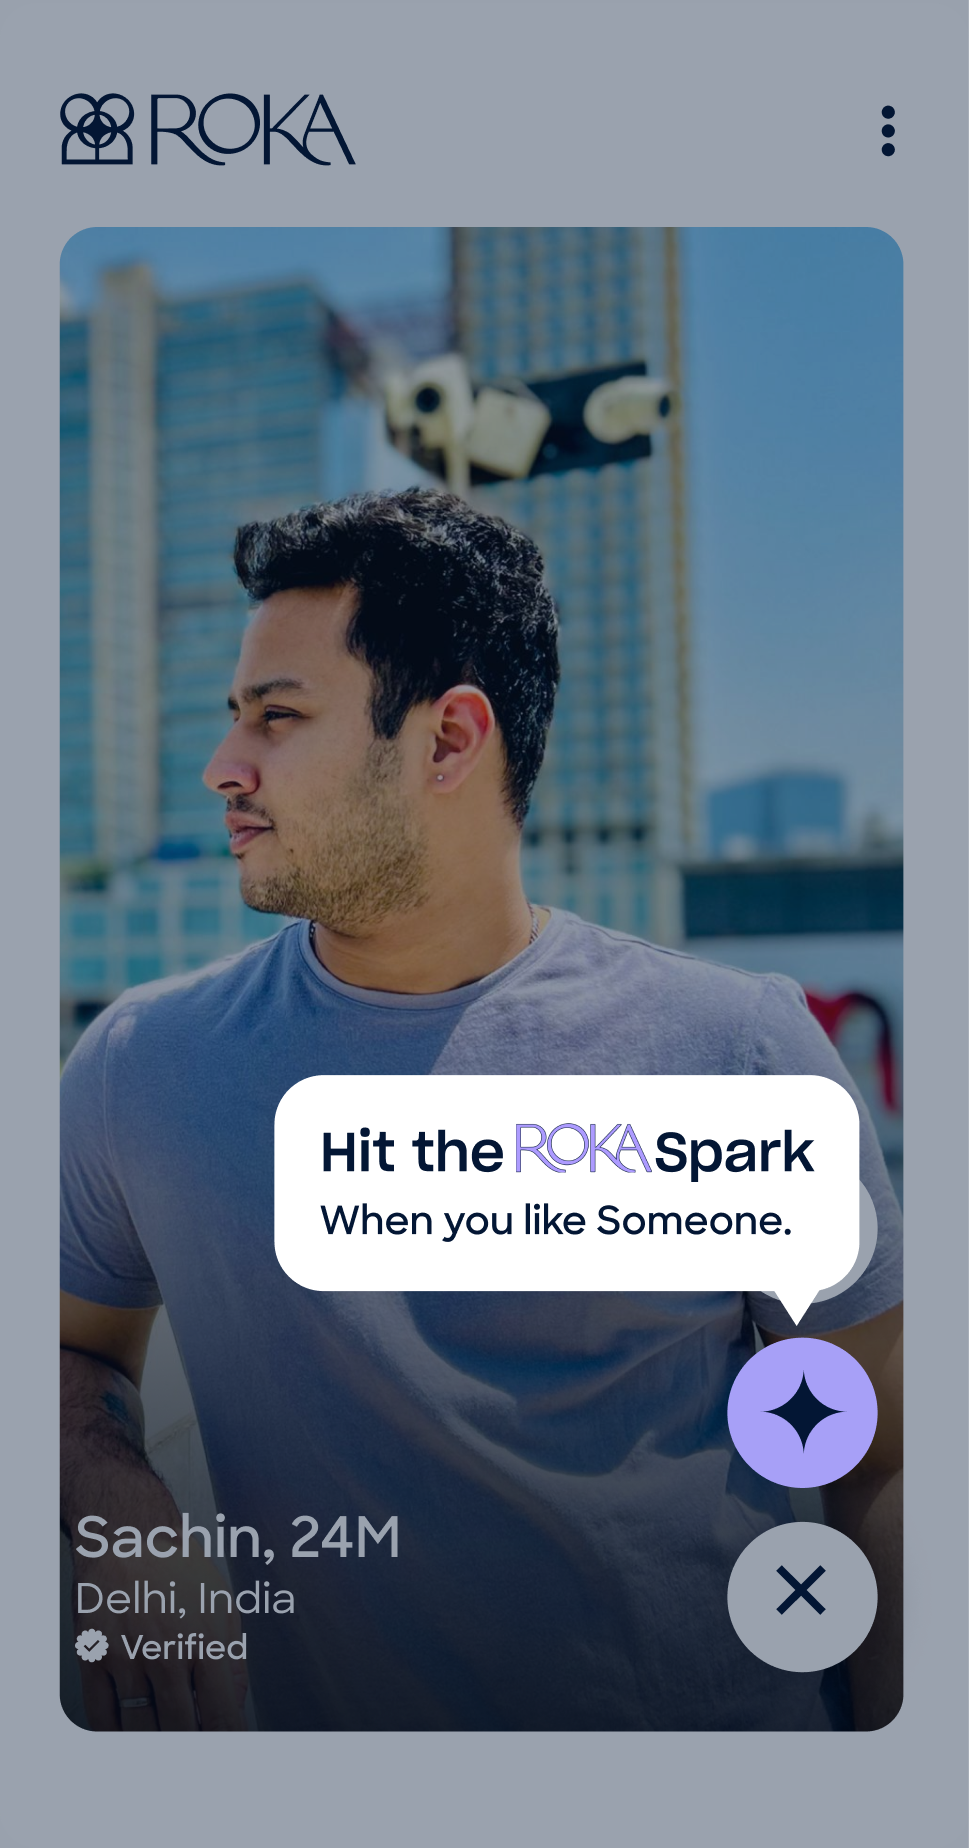 ROKA
Hit the ROKA Spark
When you like Someone.
Sachin, 24M
Delhi, India
Verified